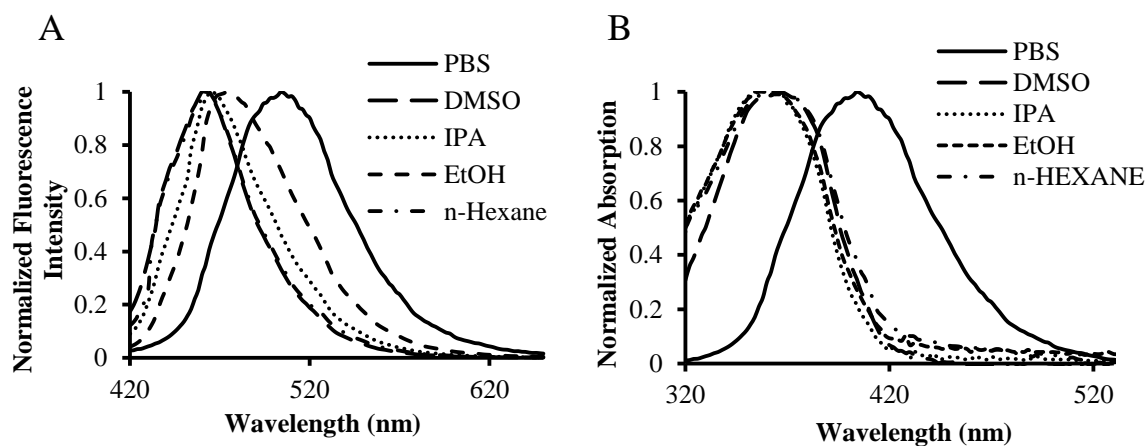 A
PBS
DMSO
IPA
EtOH
n-Hexane
Normalized Fluorescence
Intensity
1
0.8
0.6
0.4
0.2
0
420
520
620
Wavelength (nm)
B
PBS
DMSO
IPA
EtOH
n-HEXANE
Normalized Absorption
1
0.8
0.6
0.4
0.2
0
320
420
520
Wavelength (nm)